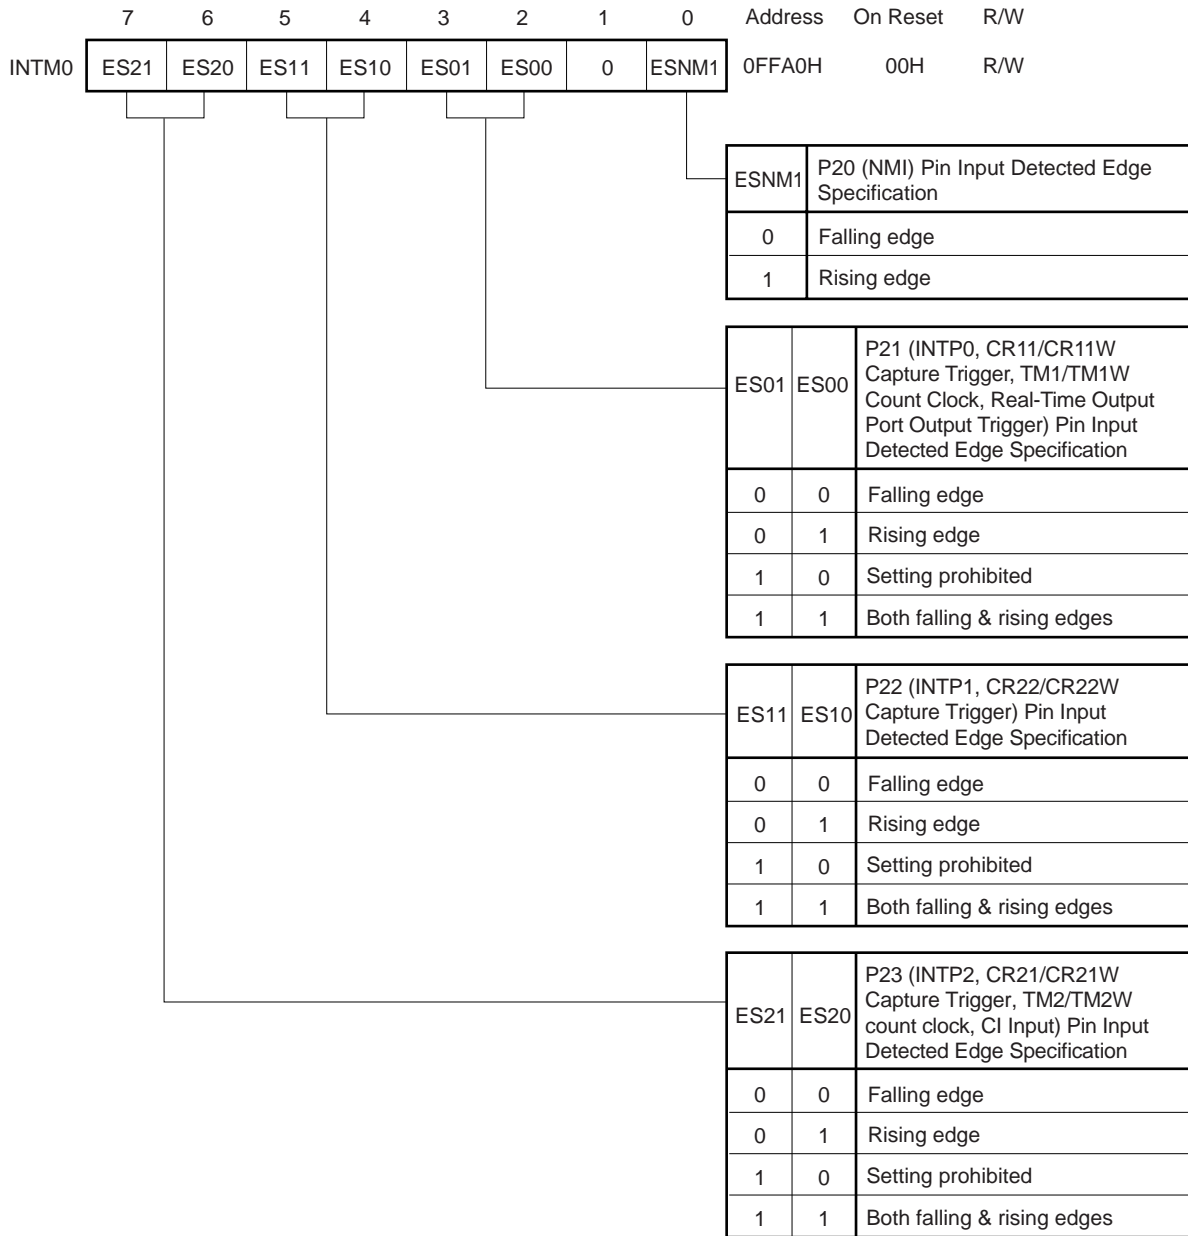 7 6 5 4 3 2 1 0 Address On Reset R/W
INTM0 ES21 ES20 ES11 ES10 ES01 ES00 0 ESNM1 0FFA0H 00H R/W
ESNM1 P20 (NMI) Pin Input Detected Edge
Specification
0 Falling edge
1 Rising edge
ES01 ES00 P21 (INTP0, CR11/CR11W
Capture Trigger, TM1/TM1W
Count Clock, Real-Time Output
Port Output Trigger) Pin Input
Detected Edge Specification
0 0 Falling edge
0 1 Rising edge
1 0 Setting prohibited
1 1 Both falling & rising edges
ES11 ES10 P22 (INTP1, CR22/CR22W
Capture Trigger) Pin Input
Detected Edge Specification
0 0 Falling edge
0 1 Rising edge
1 0 Setting prohibited
1 1 Both falling & rising edges
ES21 ES20 P23 (INTP2, CR21/CR21W
Capture Trigger, TM2/TM2W
count clock, CI Input) Pin Input
Detected Edge Specification
0 0 Falling edge
0 1 Rising edge
1 0 Setting prohibited
1 1 Both falling & rising edges